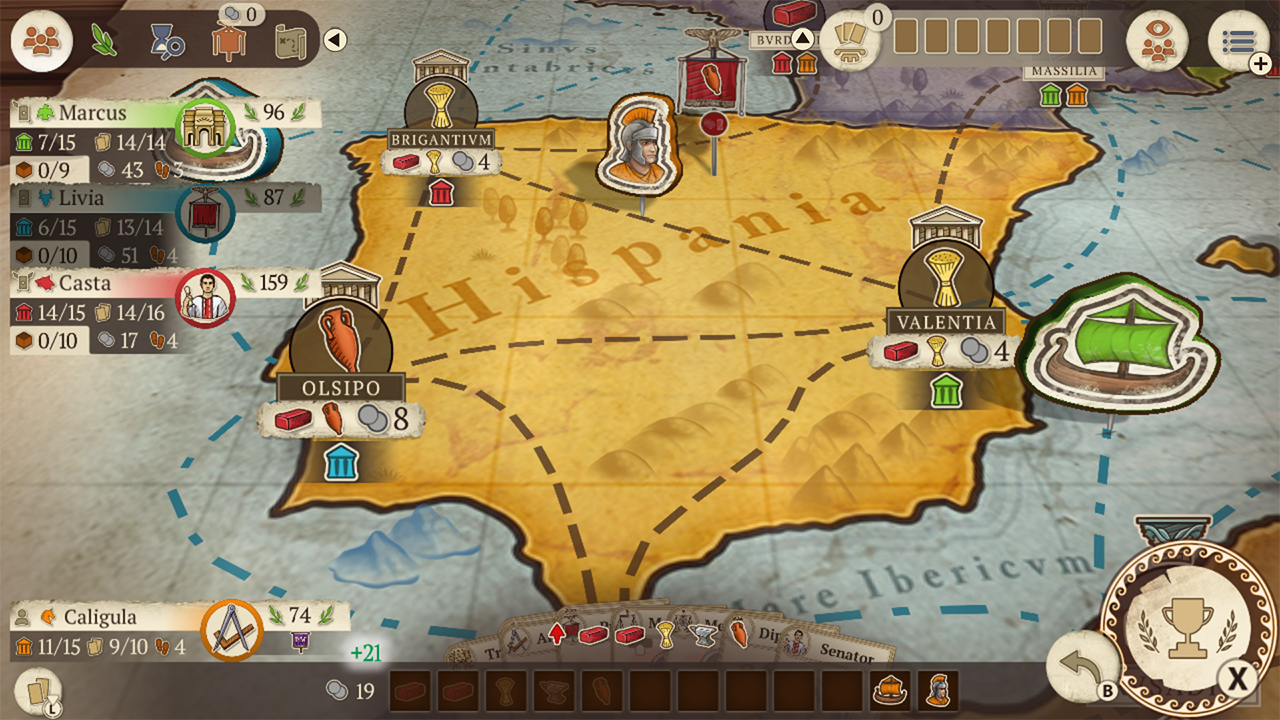 0
0
Marcus 96
7/15 14/14
0/9 43 3
Livia 87
6/15 13/14
0/10 51 4
Casta 159
14/15 14/16
0/10 17 4
Sinvs
ntabricvs
BVRD
MASSILIA
BRIGANTIVM
4
Hispania
VALENTIA
4
OLSIPO
8
Mare Ibericvm
Caligula 74
11/15 9/10 4
+21
Senator
19
L
B
X